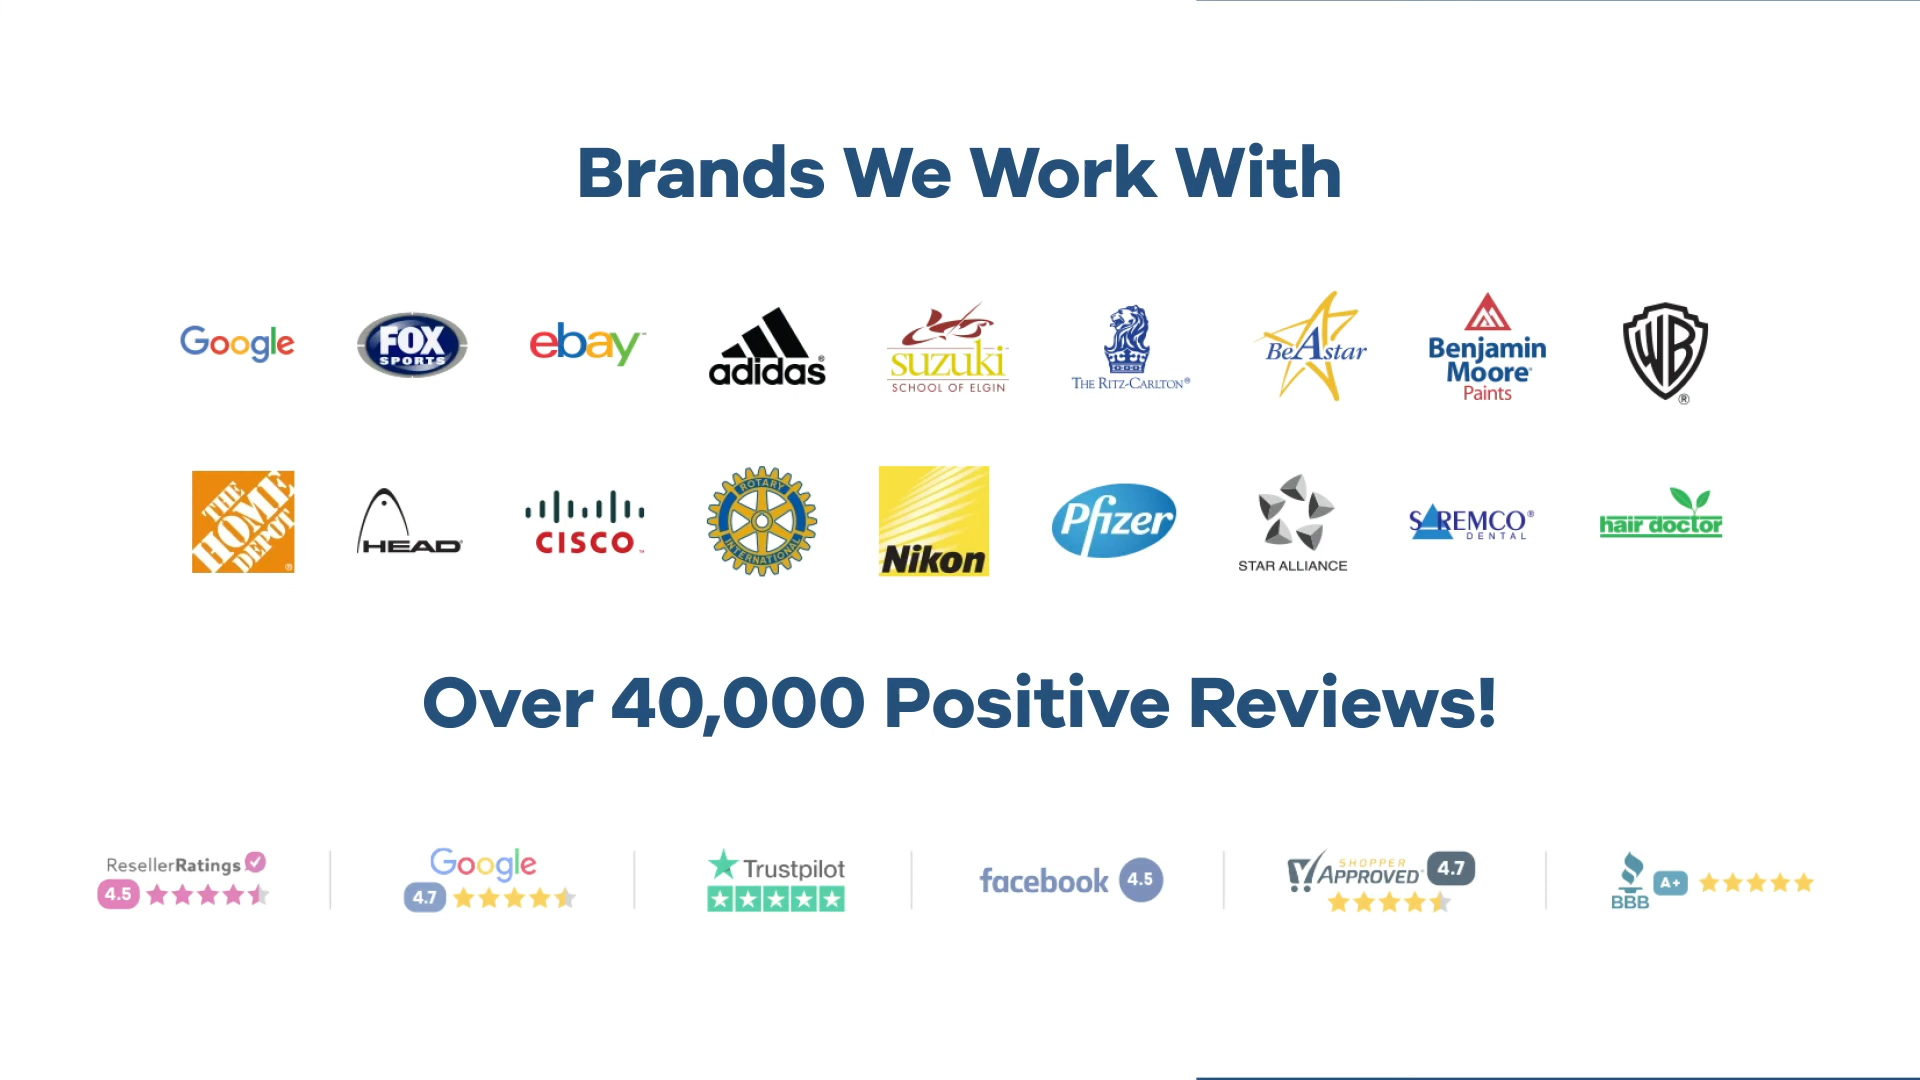 Brands We Work With
Google
FOX
SPORTS
ebay™
adidas®
suzuki
SCHOOL OF ELGIN
THE RITZ-CARLTON®
BeAstar
Benjamin
Moore®
Paints
WB®
THE
HOME
DEPOT®
HEAD®
CISCO™
ROTARY
INTERNATIONAL
Nikon
Pfizer
STAR ALLIANCE
SAREMCO®
DENTAL
hair doctor
Over 40,000 Positive Reviews!
ResellerRatings
4.5
Google
4.7
Trustpilot
facebook 4.5
SHOPPER
APPROVED® 4.7
BBB A+